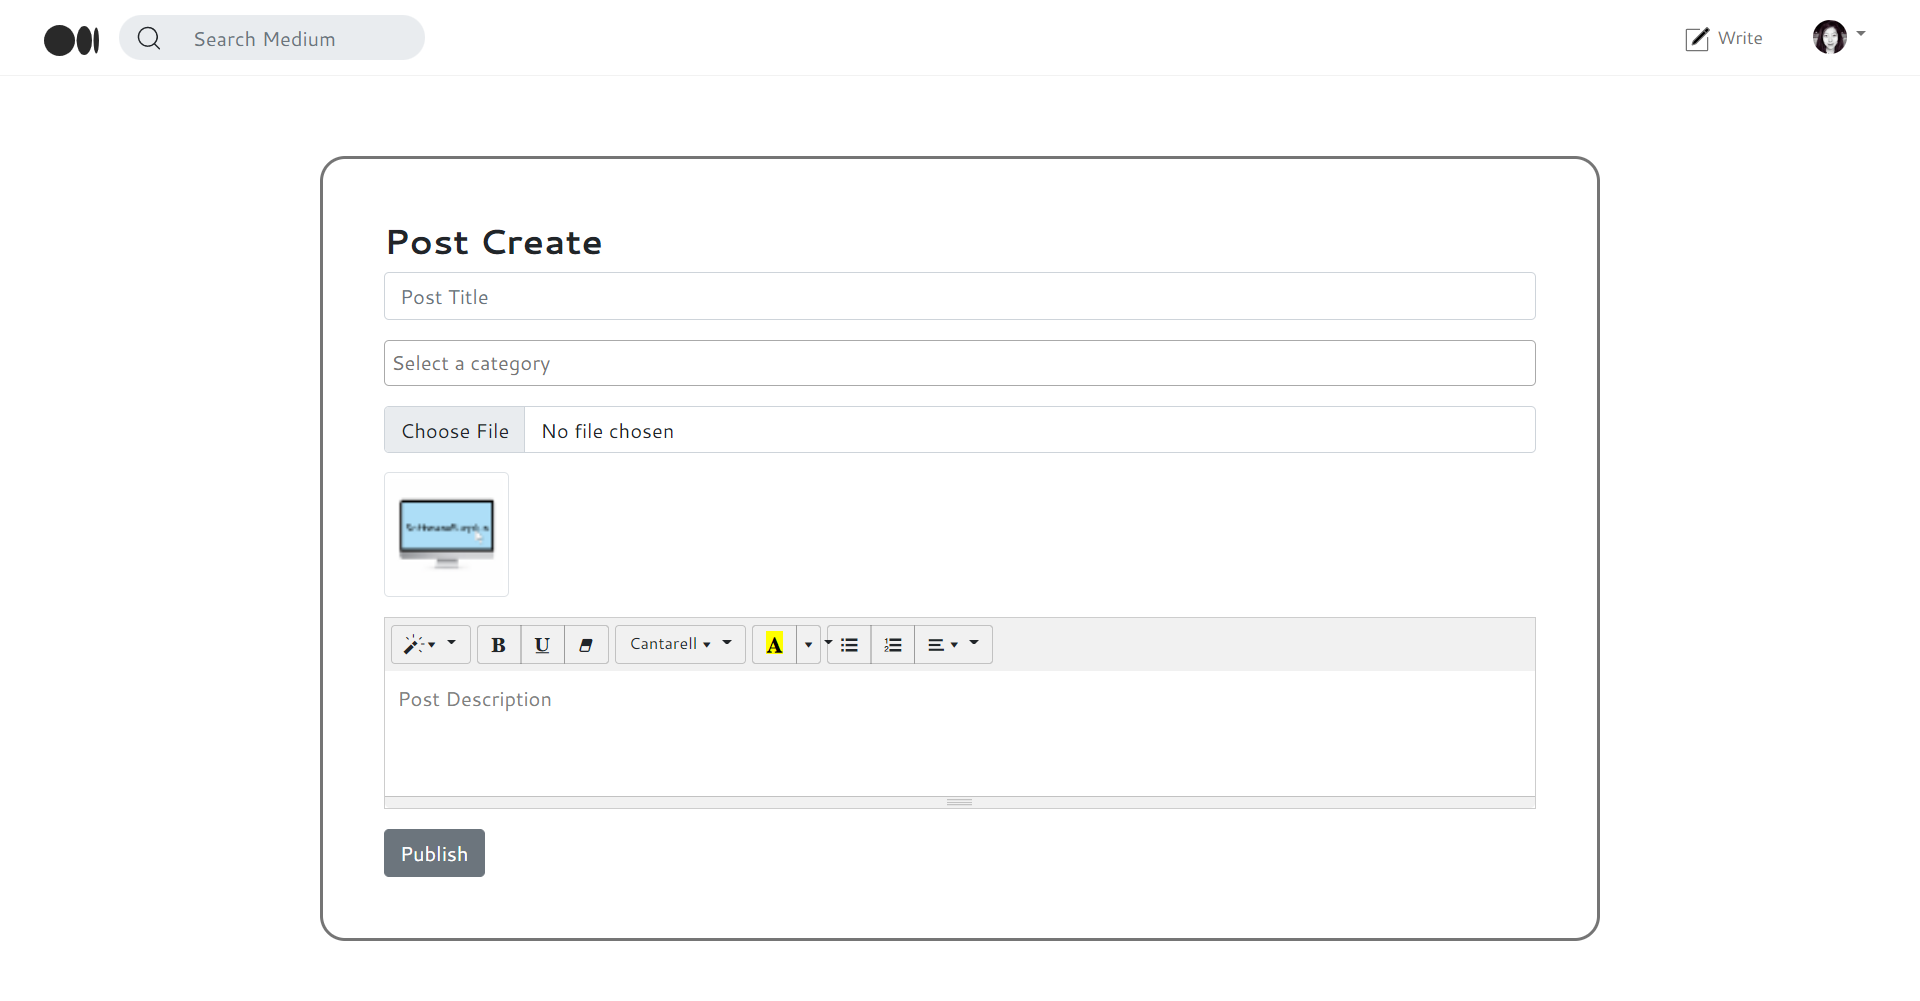 Search Medium
Write
Post Create
Post Title
Select a category
Choose File No file chosen
B U Cantarell A
Post Description
Publish